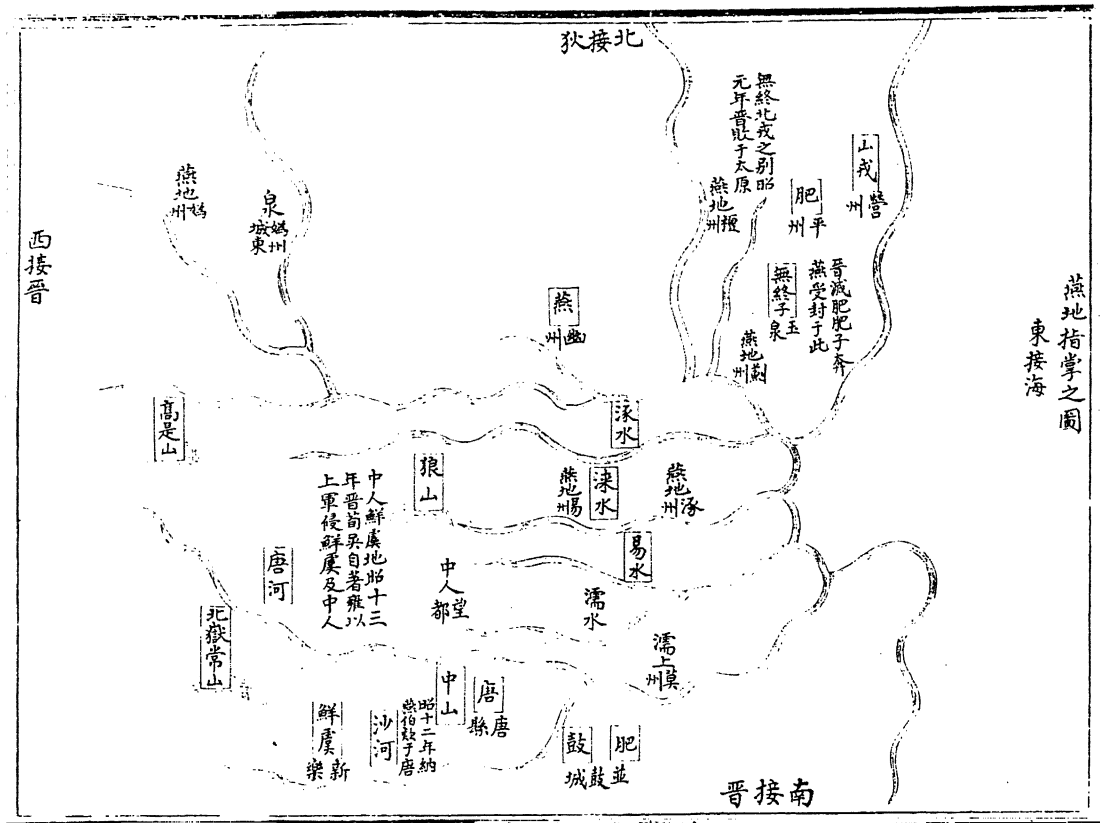 燕地指掌之圖
東接海
北接狄
西接晉
南接晉
山戎
營州
肥
平州
晉減肥肥子奔
燕受封于此
無終北戎之别昭
元年晉敗于太原
無終子
玉泉
燕地薊州
燕地檀州
燕
幽州
泉
媯州
城東
燕地媯州
涿水
淶水
燕地涿州
燕地易州
易水
狼山
高是山
中人鮮虞地昭十三
年晉荀吳自著雍以
上軍侵鮮虞及中人
唐河
中人
望都
濡水
濡上
莫州
北嶽常山
中山
唐
唐縣
昭十二年納
燕伯欵于唐
沙河
鮮虞
新樂
鼓
肥
並鼓城